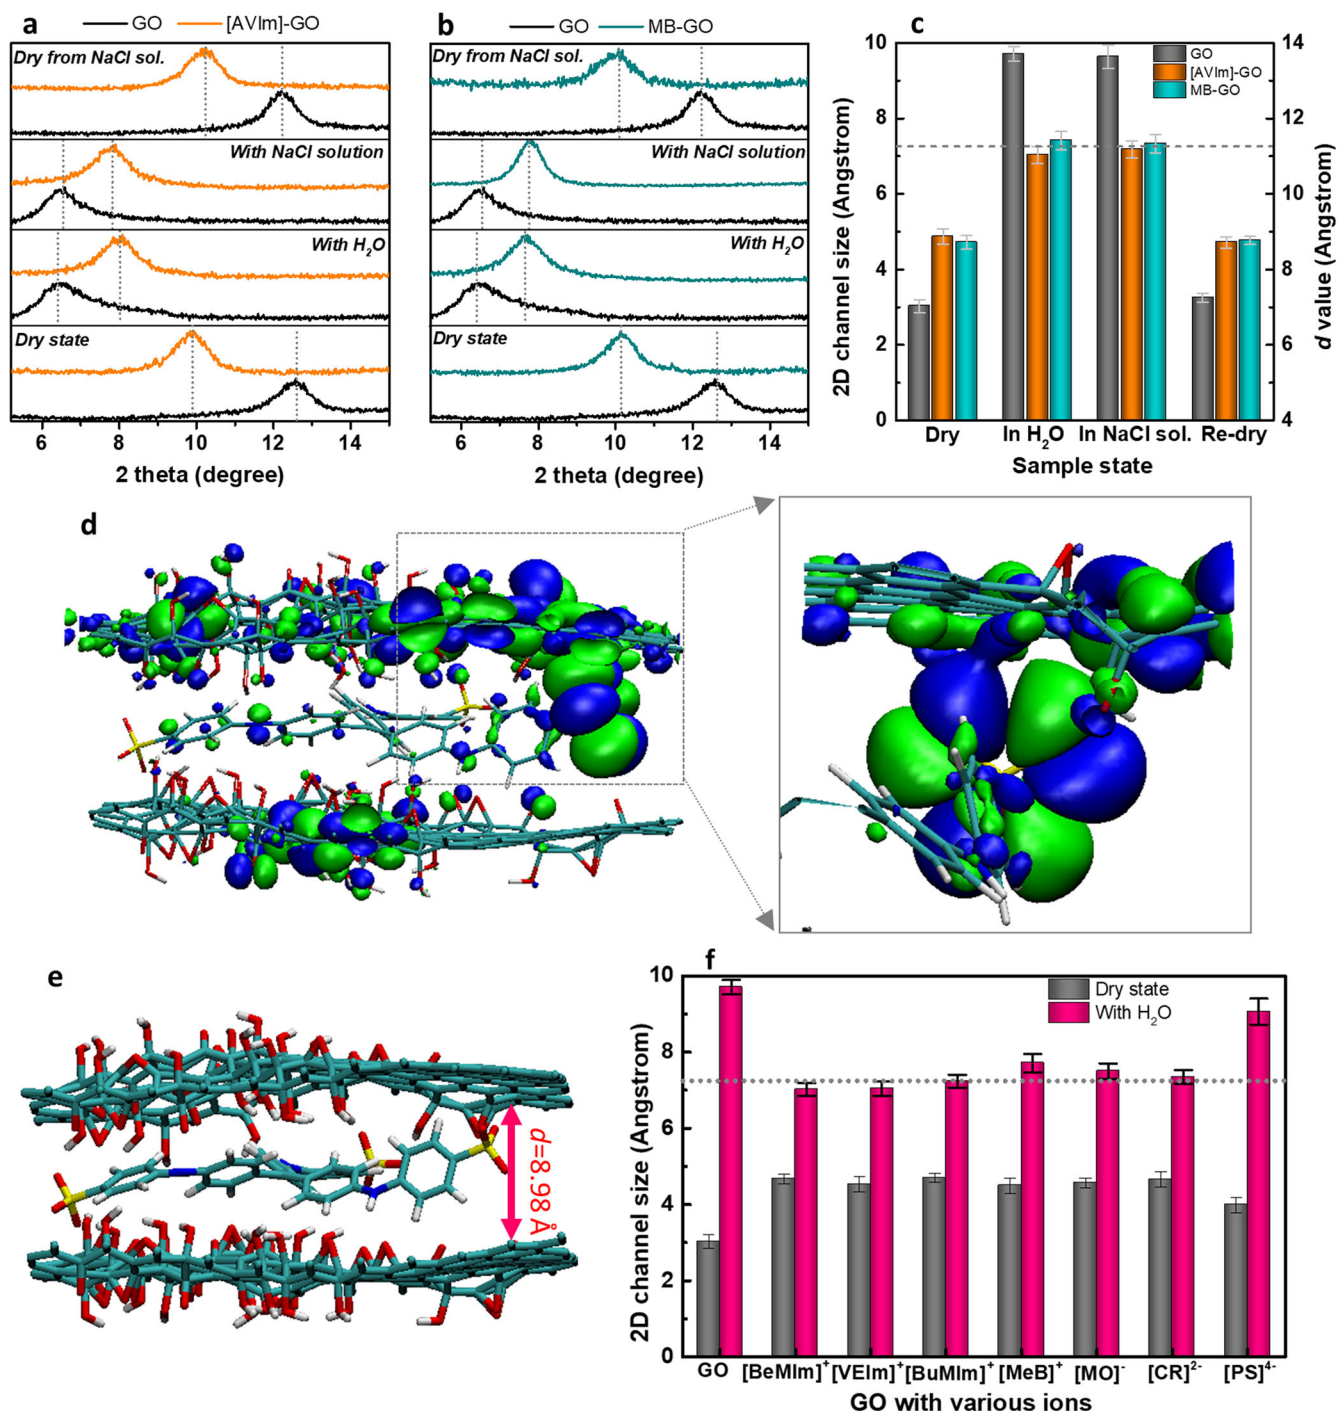 a
GO
[AVIm]-GO
Dry from NaCl sol.
With NaCl solution
With H2O
Dry state
6 8 10 12 14
2 theta (degree)
b
GO
MB-GO
Dry from NaCl sol.
With NaCl solution
With H2O
Dry state
6 8 10 12 14
2 theta (degree)
c
GO
[AVIm]-GO
MB-GO
10
8
6
4
2
0
2D channel size (Angstrom)
14
12
10
8
6
4
d value (Angstrom)
Dry In H2O In NaCl sol. Re-dry
Sample state
d
e
d=8.98 Å
f
Dry state
With H2O
10
8
6
4
2
0
2D channel size (Angstrom)
GO [BeMIm]+ [VEIm]+ [BuMIm]+ [MeB]+ [MO]- [CR]2- [PS]4-
GO with various ions